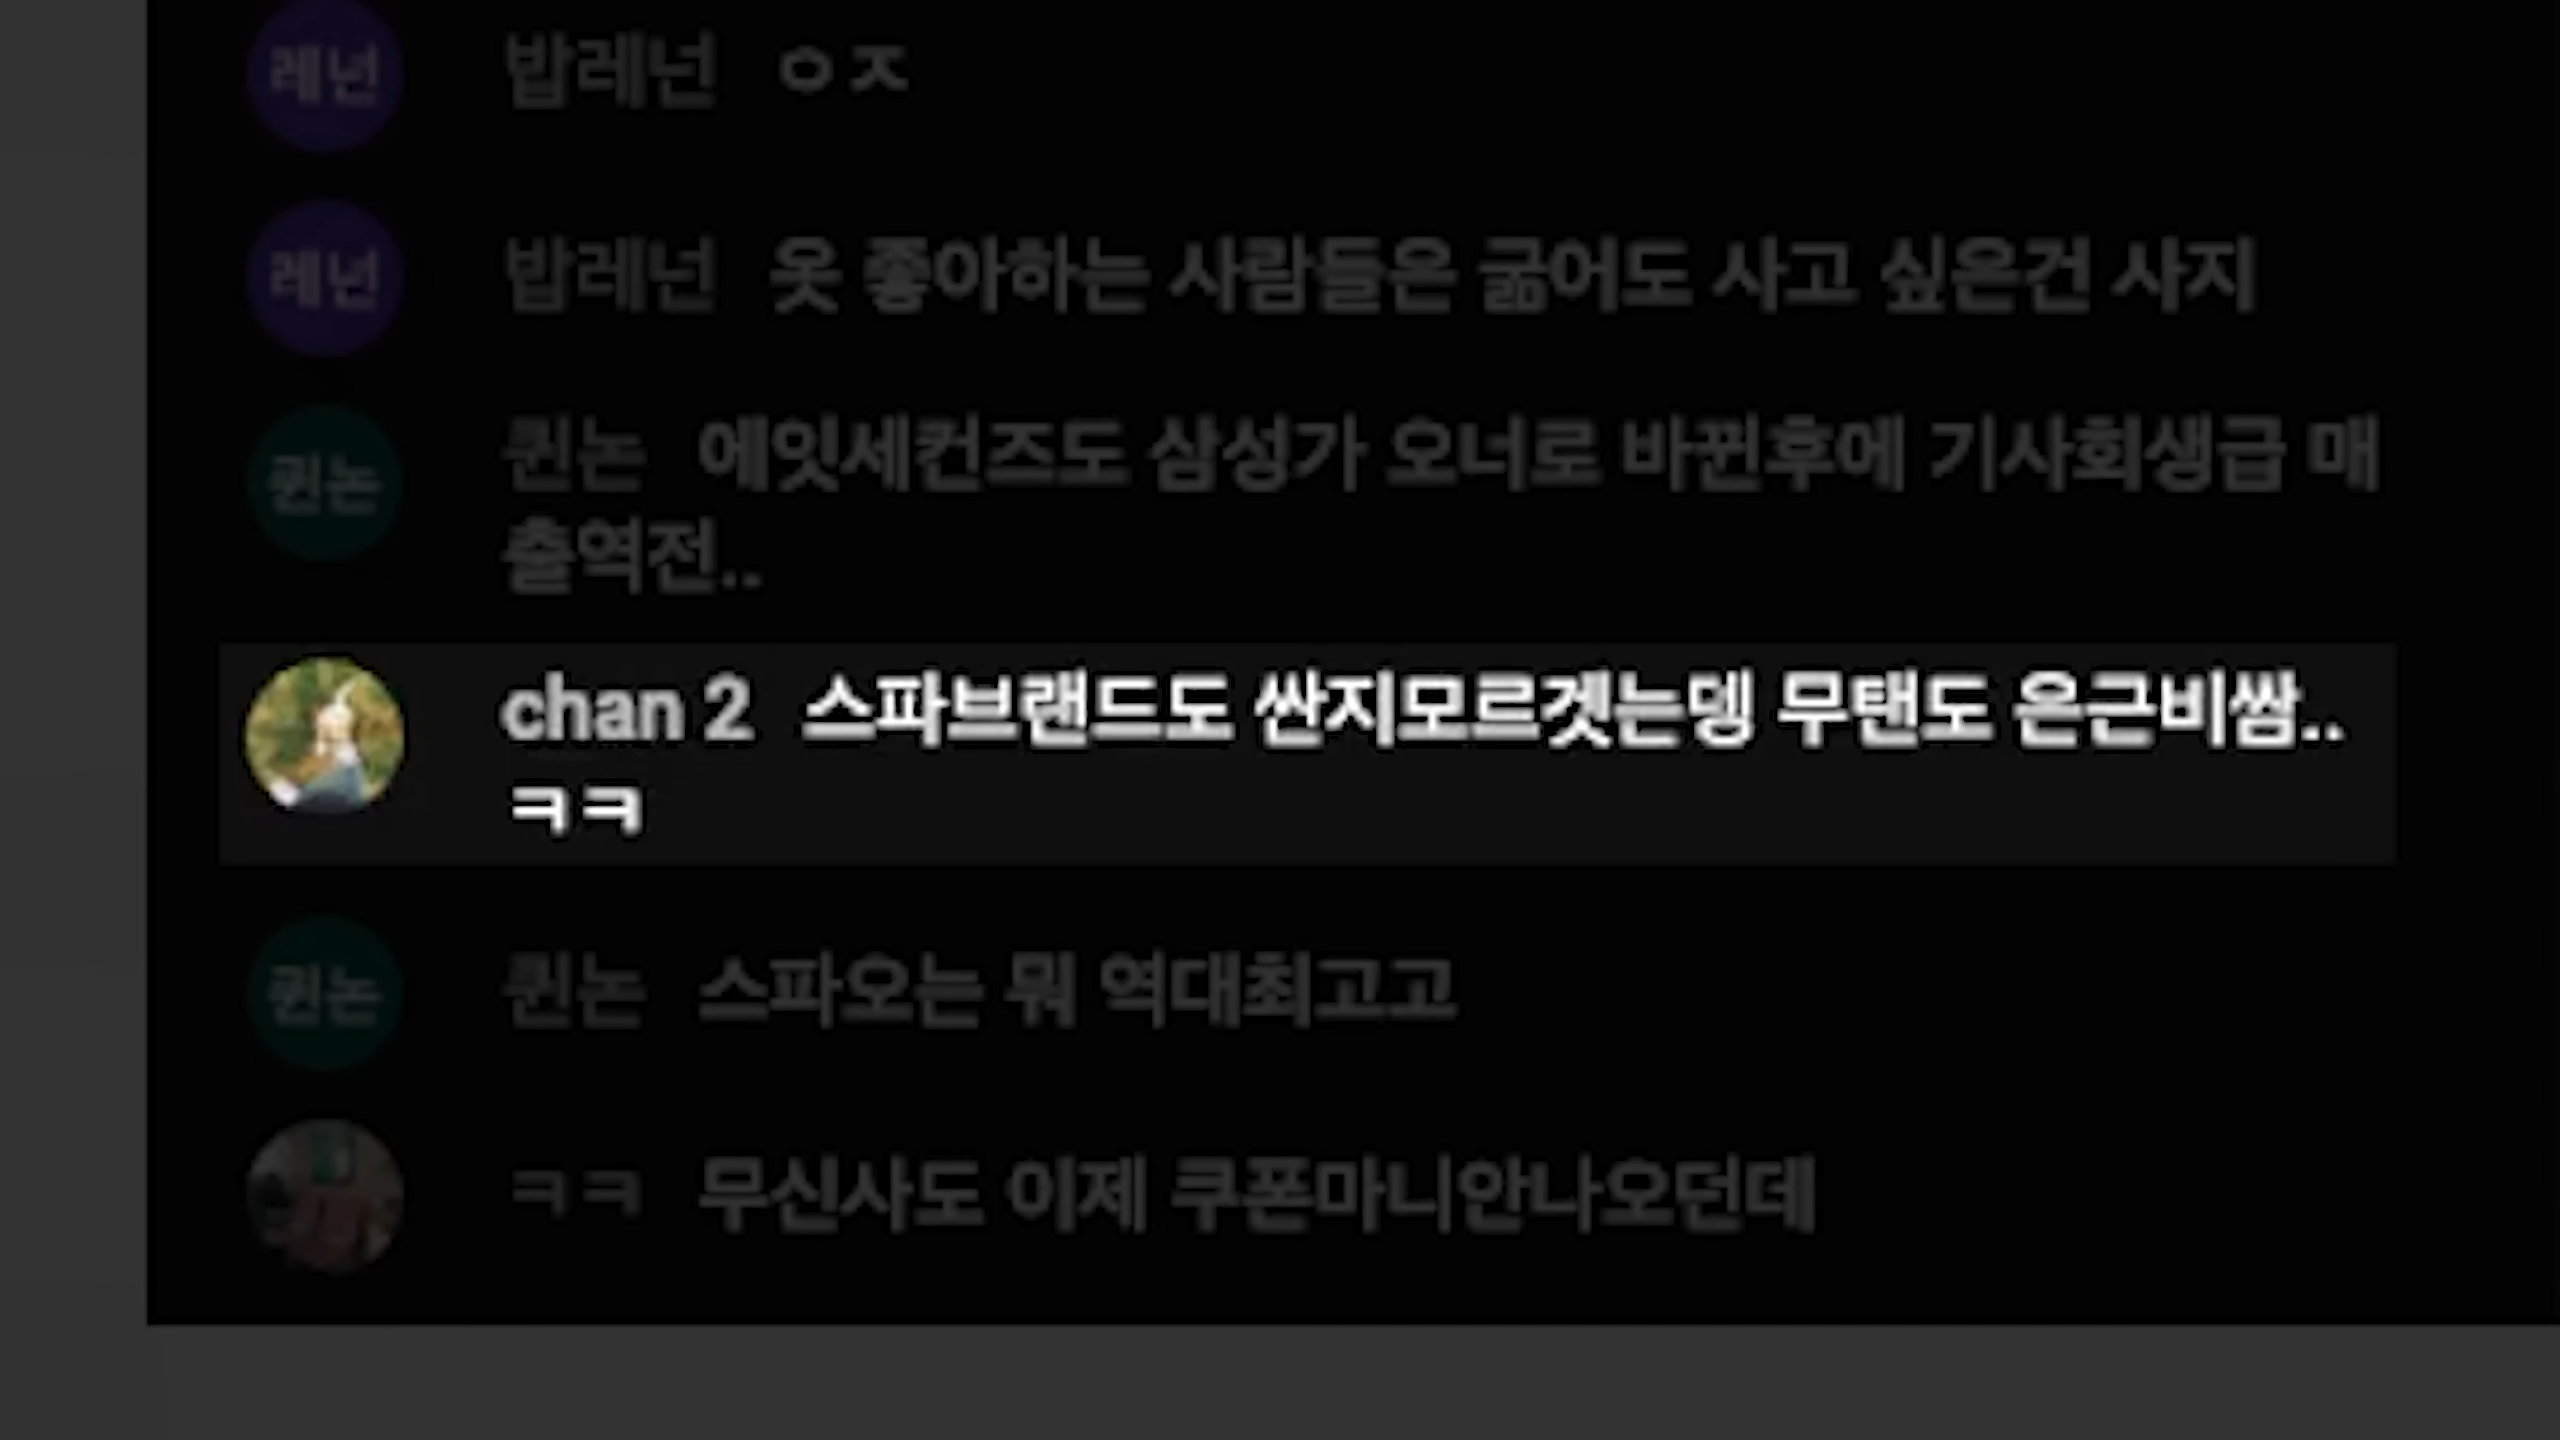 레넌 밥레넌 ㅇㅈ
레넌 밥레넌 옷 좋아하는 사람들은 굶어도 사고 싶은건 사지
퀸논 퀸논 에잇세컨즈도 삼성가 오너로 바뀐후에 기사회생급 매
출역전..
chan 2 스파브랜드도 싼지모르겟는뎅 무탠도 은근비쌈..
ㅋㅋ
퀸논 퀸논 스파오는 뭐 역대최고고
ㅋㅋ 무신사도 이제 쿠폰마니안나오던데